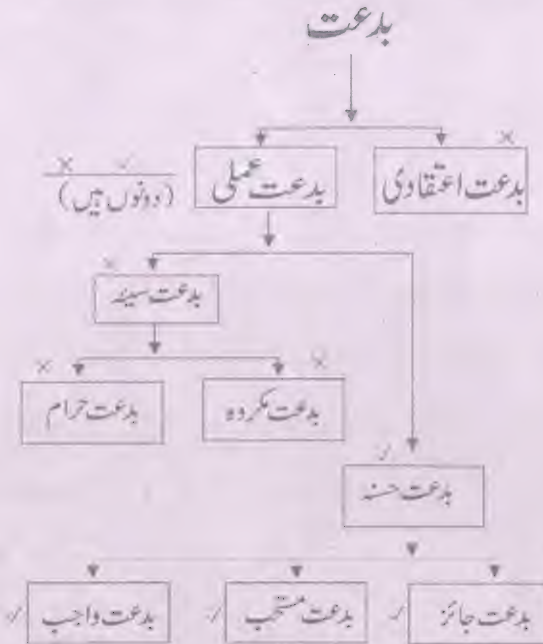 بدعت
بدعت اعتقادی
بدعت عملی
(دونوں ہیں)
بدعت سیئہ
بدعت مکروہ
بدعت حرام
بدعت حسنہ
بدعت جائز
بدعت مستحب
بدعت واجب